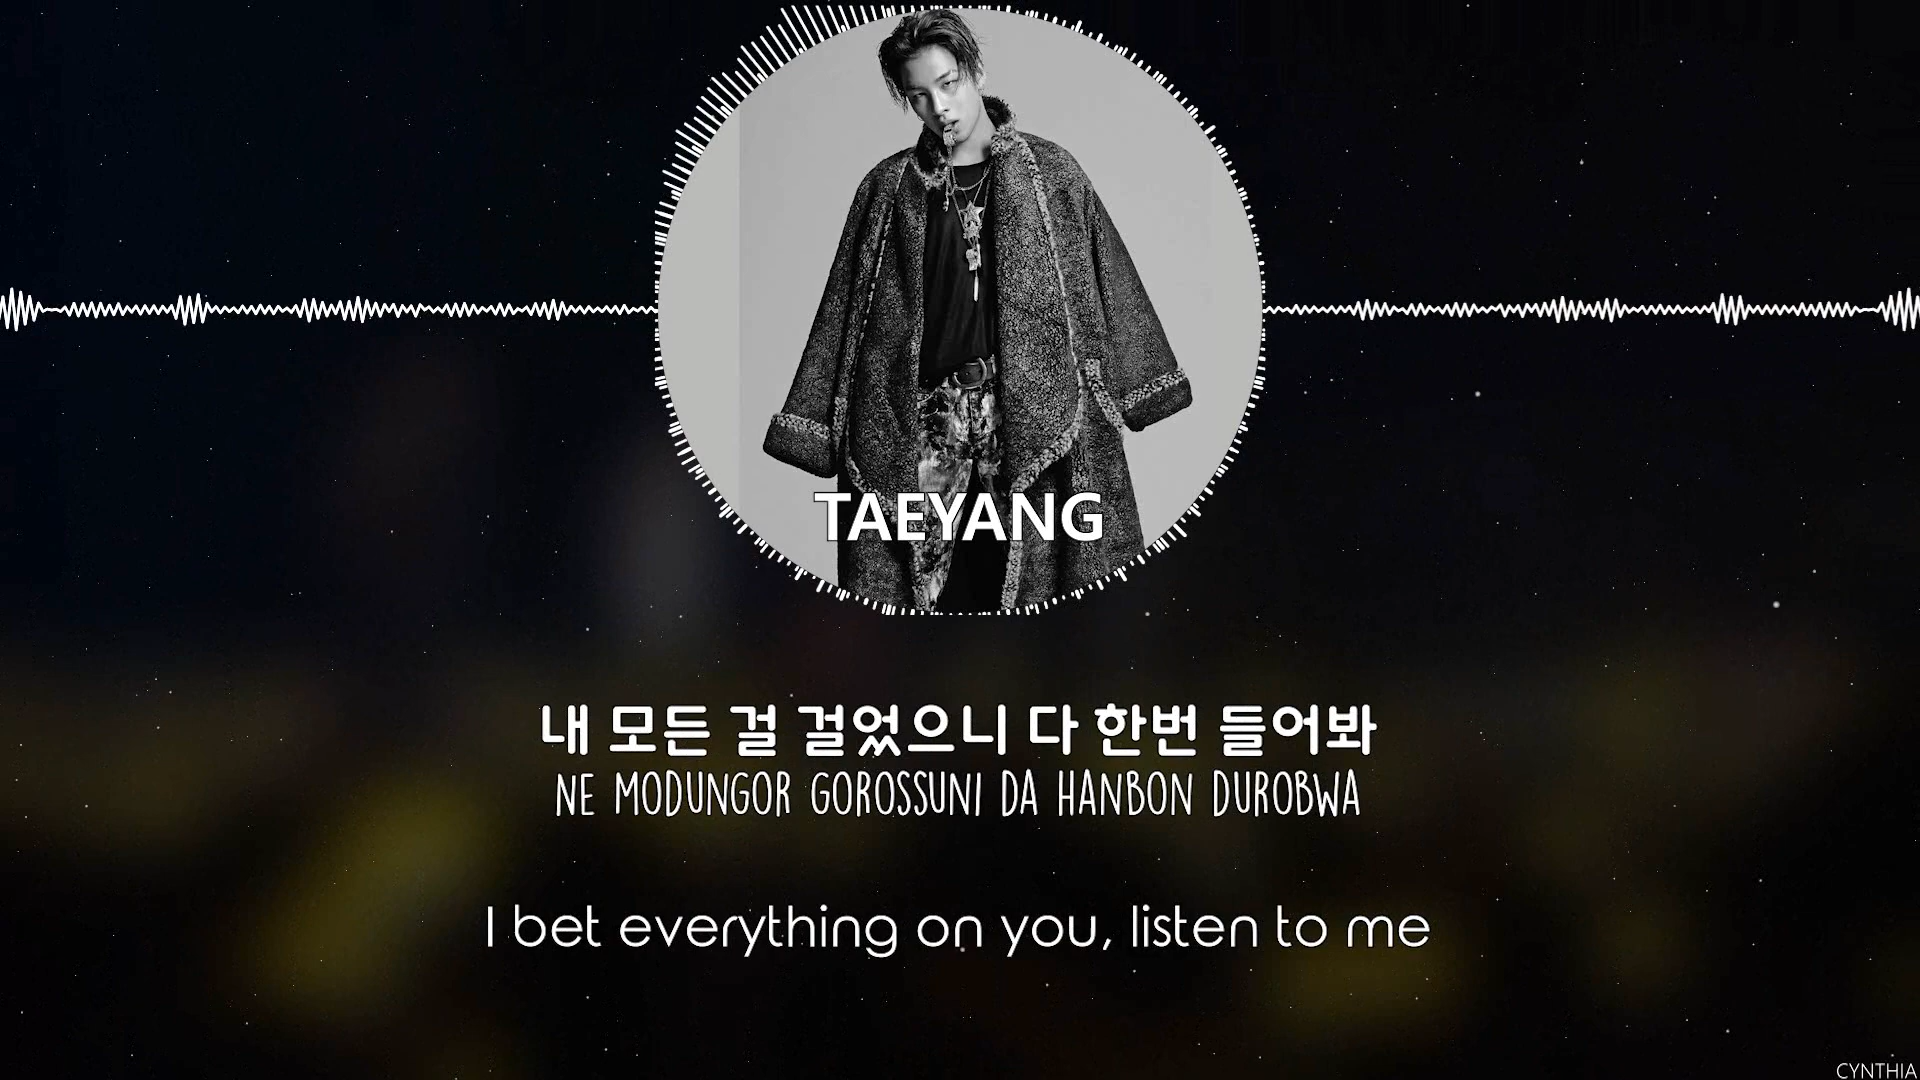 TAEYANG
내 모든 걸 걸었으니 다 한번 들어봐
NE MODUNGOR GOROSSUNI DA HANBON DUROBWA
I bet everything on you, listen to me
CYNTHIA